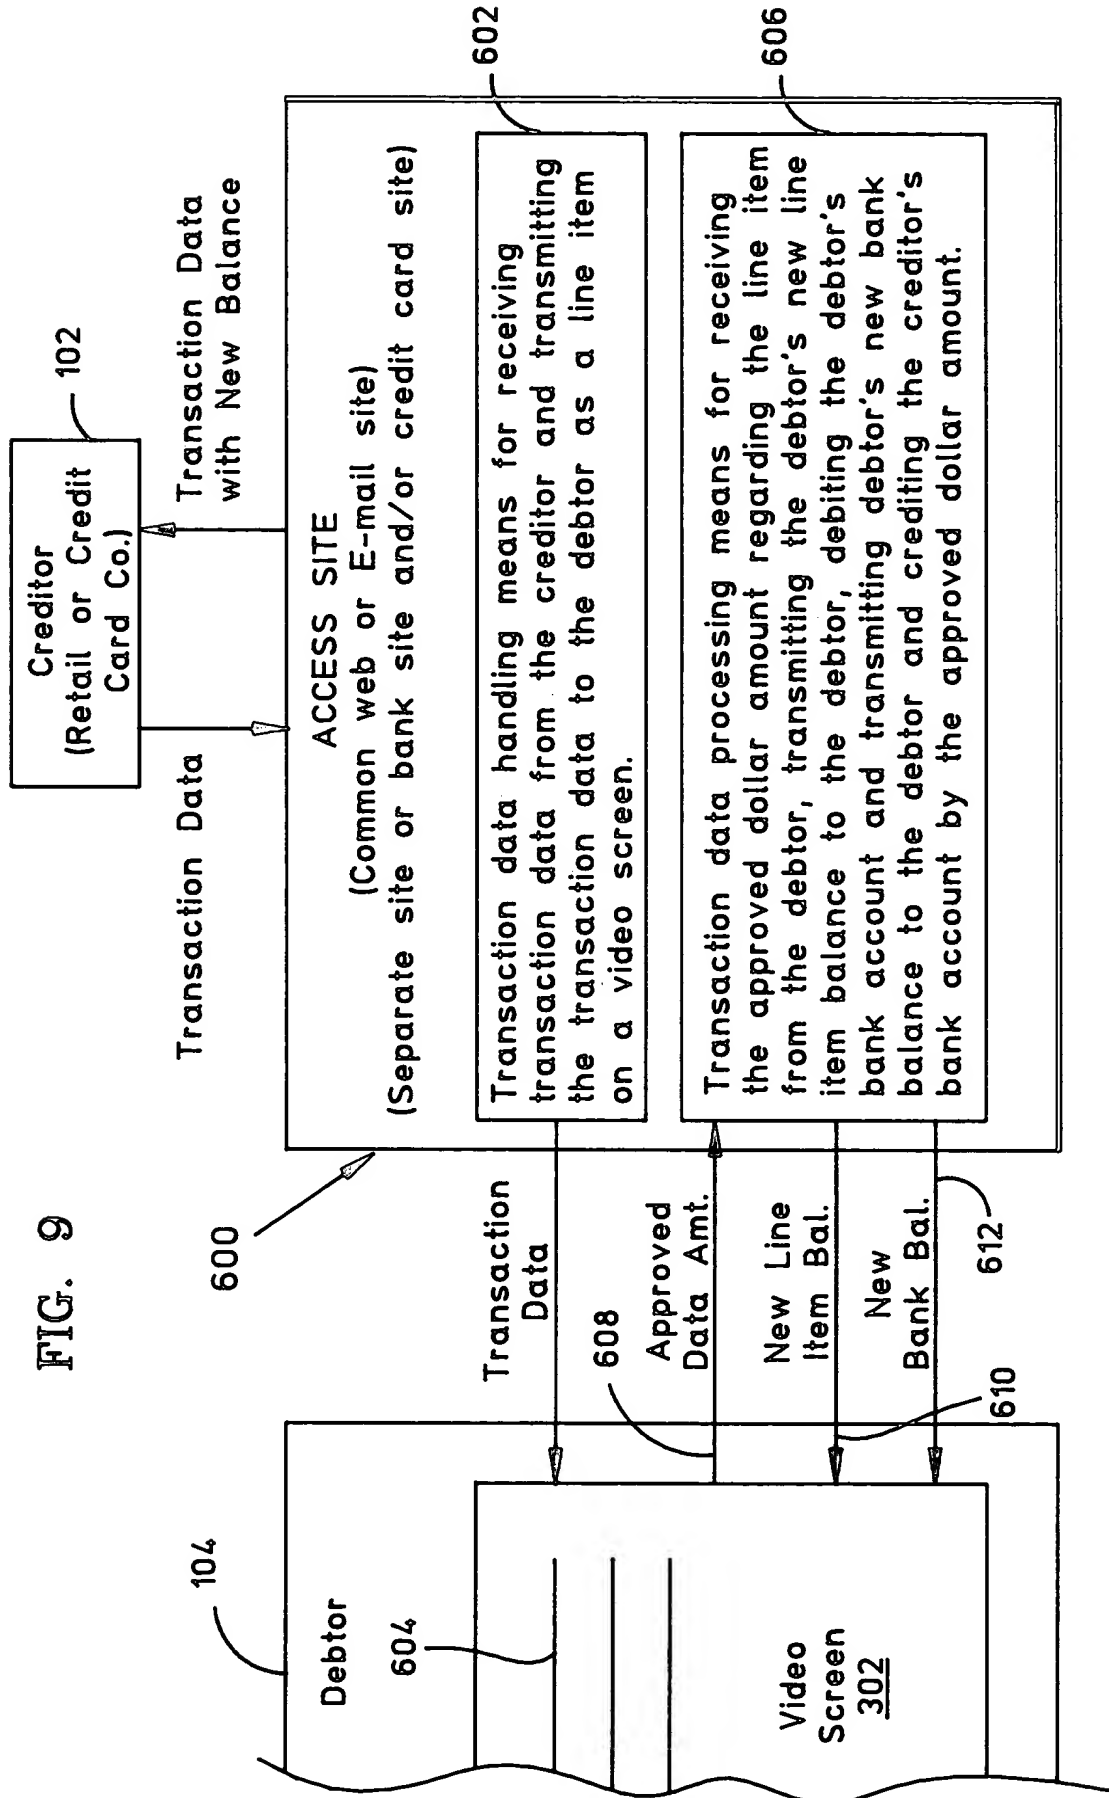 FIG. 9
Creditor
(Retail or Credit
Card Co.)
102
Transaction Data
Transaction Data
with New Balance
600
ACCESS SITE
(Common web or E-mail site)
(Separate site or bank site and/or credit card site)
602
Transaction data handling means for receiving
transaction data from the creditor and transmitting
the transaction data to the debtor as a line item
on a video screen.
606
Transaction data processing means for receiving
the approved dollar amount regarding the line item
from the debtor, transmitting the debtor's new line
item balance to the debtor, debiting the debtor's
bank account and transmitting debtor's new bank
balance to the debtor and crediting the creditor's
bank account by the approved dollar amount.
104
Debtor
604
Video
Screen
302
Transaction
Data
608
Approved
Data Amt.
New Line
Item Bal.
610
New
Bank Bal.
612